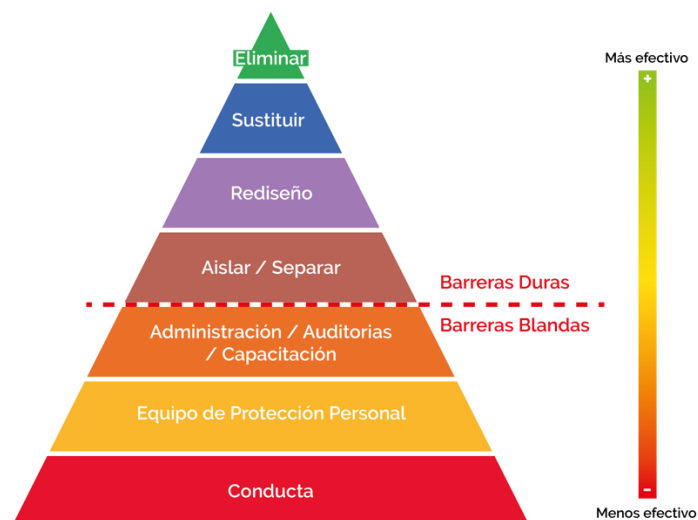 Eliminar
Sustituir
Rediseño
Aislar / Separar
Administración / Auditorias
/ Capacitación
Equipo de Protección Personal
Conducta
Barreras Duras
Barreras Blandas
Más efectivo
+
-
Menos efectivo